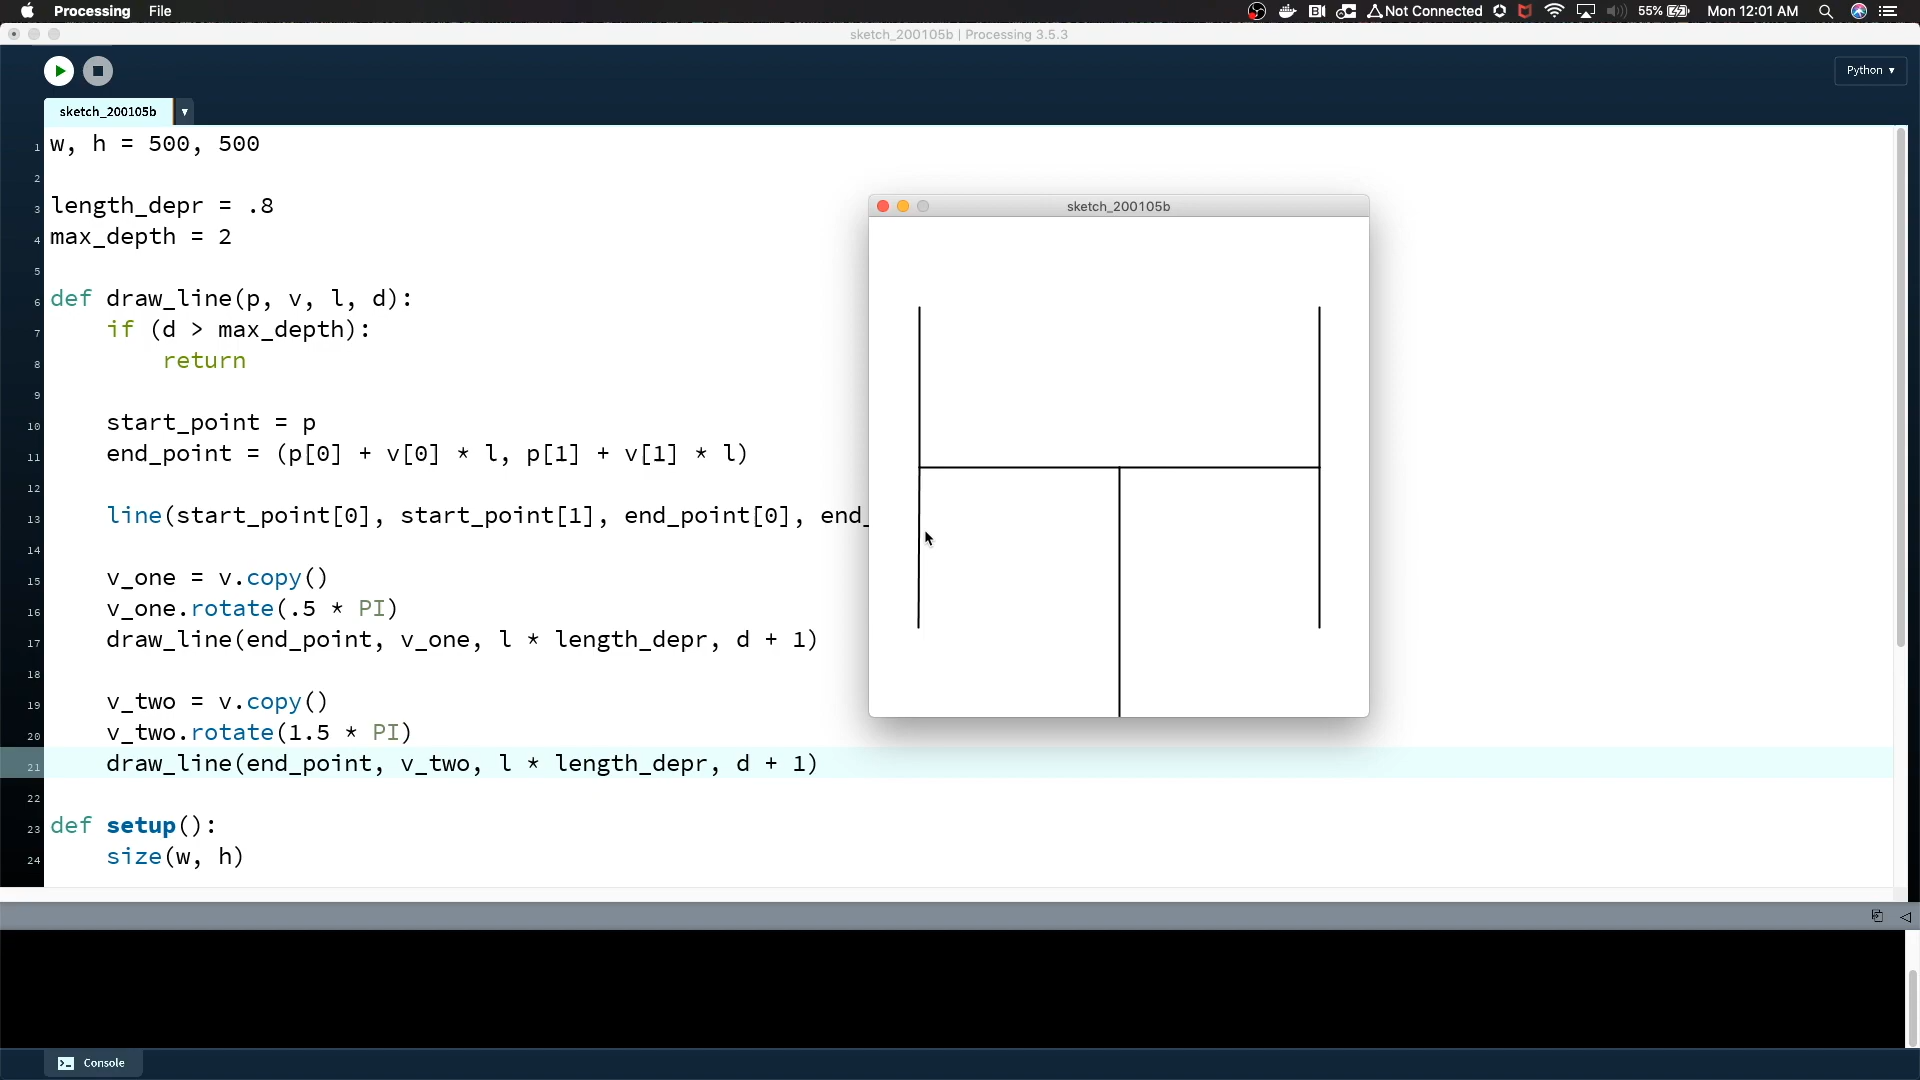 Processing File Not Connected 55% Mon 12:01 AM
sketch_200105b | Processing 3.5.3
Python
sketch_200105b
1 w, h = 500, 500
2
3 length_depr = .8
4 max_depth = 2
5
6 def draw_line(p, v, l, d):
7 if (d > max_depth):
8 return
9
10 start_point = p
11 end_point = (p[0] + v[0] * l, p[1] + v[1] * l)
12
13 line(start_point[0], start_point[1], end_point[0], end_
14
15 v_one = v.copy()
16 v_one.rotate(.5 * PI)
17 draw_line(end_point, v_one, l * length_depr, d + 1)
18
19 v_two = v.copy()
20 v_two.rotate(1.5 * PI)
21 draw_line(end_point, v_two, l * length_depr, d + 1)
22
23 def setup():
24 size(w, h)
sketch_200105b
Console